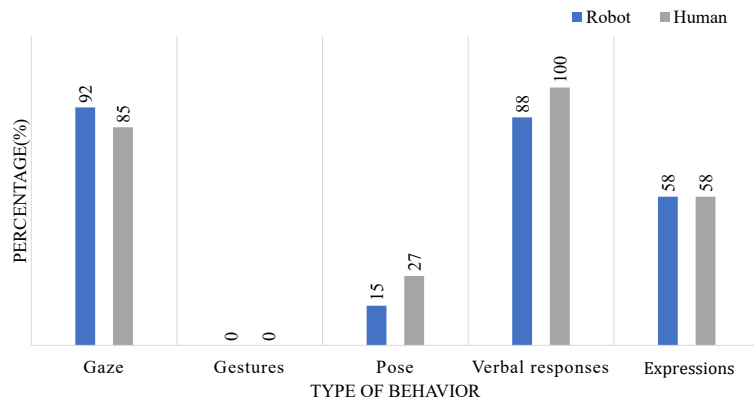 Robot Human
PERCENTAGE(%)
92 85 0 0 15 27 88 100 58 58
Gaze Gestures Pose Verbal responses Expressions
TYPE OF BEHAVIOR